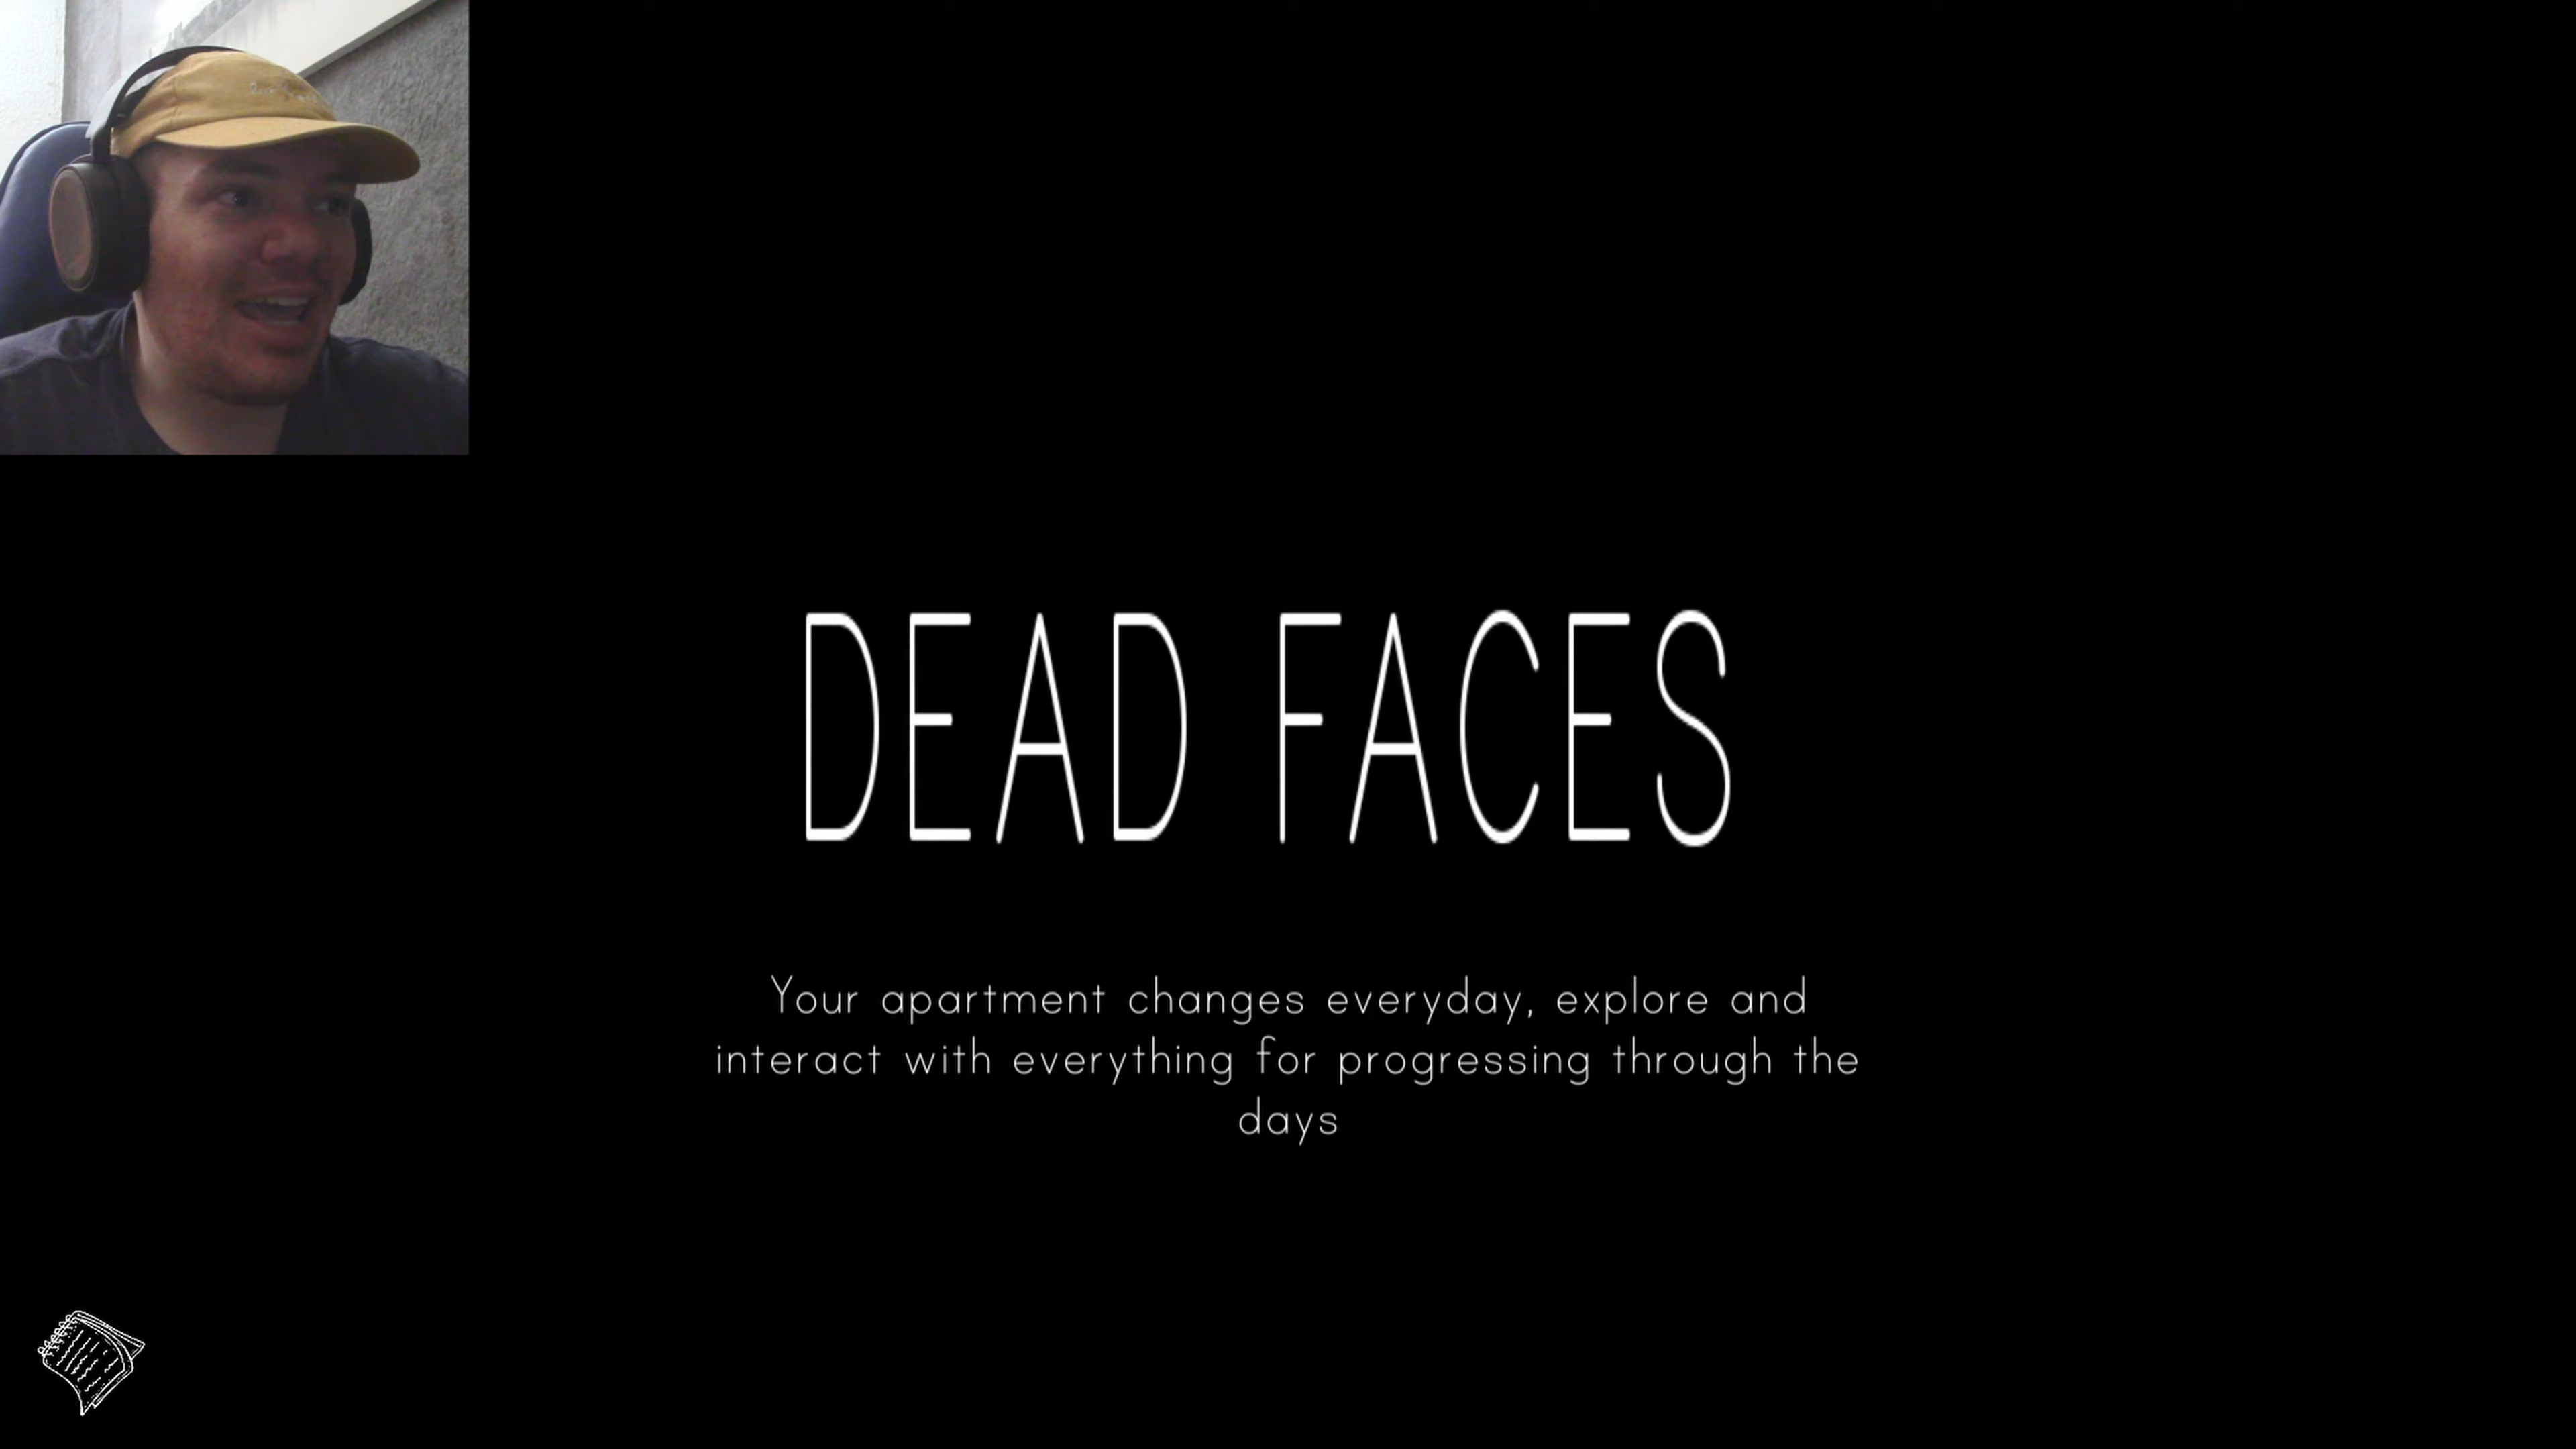 DEAD FACES
Your apartment changes everyday, explore and
interact with everything for progressing through the
days